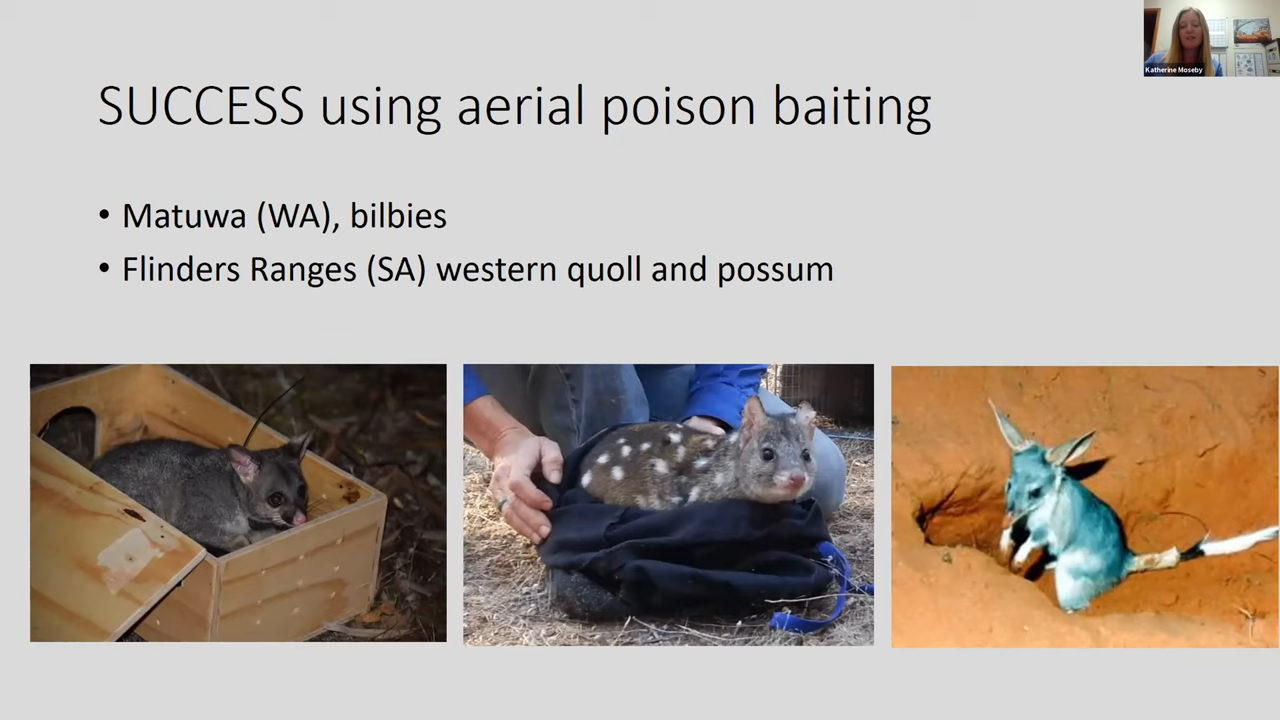 Katherine Moseby
SUCCESS using aerial poison baiting
• Matuwa (WA), bilbies
• Flinders Ranges (SA) western quoll and possum